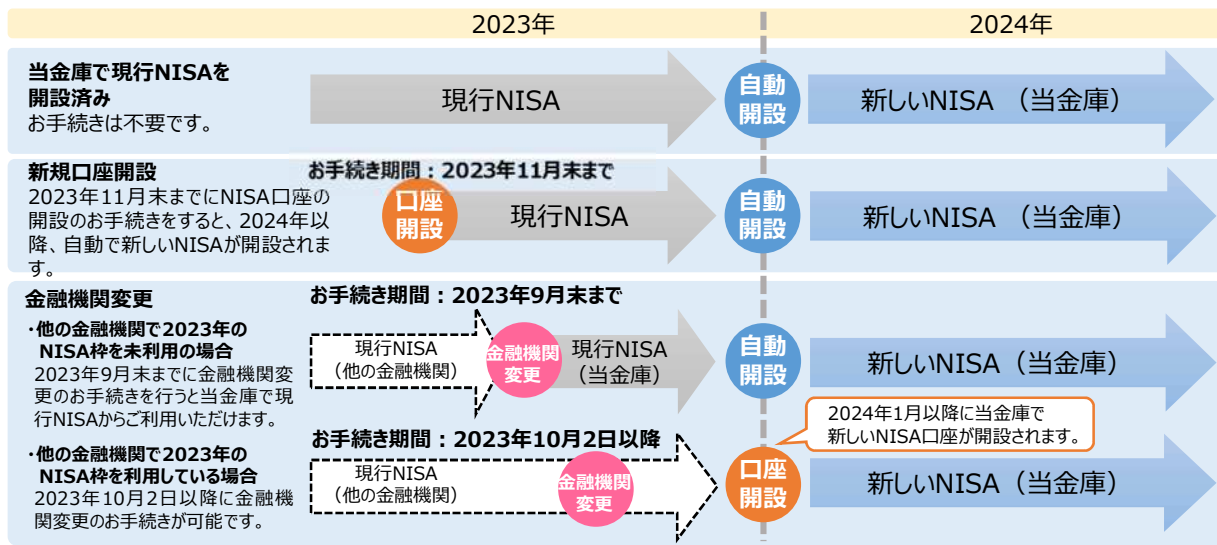 2023年
2024年
当金庫で現行NISAを
開設済み
お手続きは不要です。
現行NISA
自動
開設
新しいNISA （当金庫）
新規口座開設
2023年11月末までにNISA口座の
開設のお手続きをすると、2024年以
降、自動で新しいNISAが開設されま
す。
お手続き期間：2023年11月末まで
口座
開設
現行NISA
自動
開設
新しいNISA（当金庫）
金融機関変更
・他の金融機関で2023年の
NISA枠を未利用の場合
2023年9月末までに金融機関変
更のお手続きを行うと当金庫で現
行NISAからご利用いただけます。
お手続き期間：2023年9月末まで
現行NISA
（他の金融機関）
金融機関
変更
現行NISA
（当金庫）
自動
開設
新しいNISA（当金庫）
2024年1月以降に当金庫で
新しいNISA口座が開設されます。
・他の金融機関で2023年の
NISA枠を利用している場合
2023年10月2日以降に金融機
関変更のお手続きが可能です。
お手続き期間：2023年10月2日以降
現行NISA
（他の金融機関）
金融機関
変更
口座
開設
新しいNISA（当金庫）